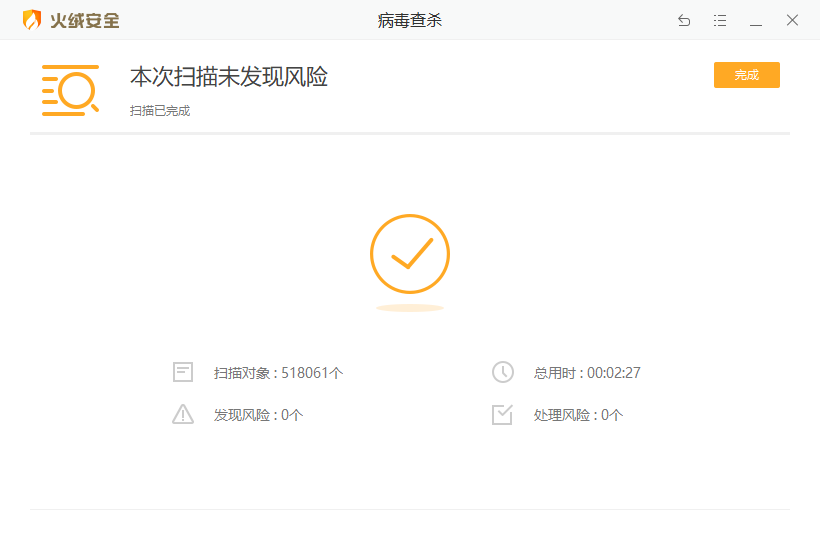 火绒安全
病毒查杀
本次扫描未发现风险
完成
扫描已完成
扫描对象 : 518061个
总用时 : 00:02:27
发现风险 : 0个
处理风险 : 0个